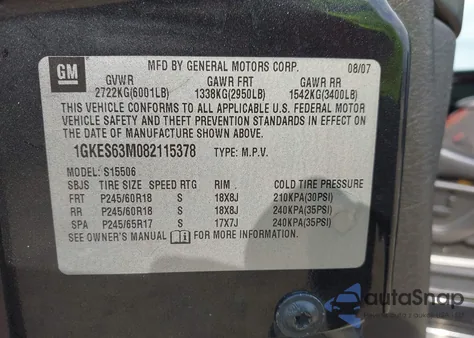 GM
MFD BY GENERAL MOTORS CORP. 08/07
GVWR GAWR FRT GAWR RR
2722KG(6001LB) 1338KG(2950LB) 1542KG(3400LB)
THIS VEHICLE CONFORMS TO ALL APPLICABLE U.S. FEDERAL MOTOR
VEHICLE SAFETY AND THEFT PREVENTION STANDARDS IN EFFECT ON
THE DATE OF MANUFACTURE SHOWN ABOVE.
1GKES63M082115378 TYPE: M.P.V.
MODEL: S15506
SBJS TIRE SIZE SPEED RTG RIM . COLD TIRE PRESSURE
FRT P245/60R18 S 18X8J 210KPA(30PSI)
RR P245/60R18 S 18X8J 240KPA(35PSI)
SPA P245/65R17 S 17X7J 240KPA(35PSI)
SEE OWNER'S MANUAL FOR MORE INFORMATION.
autaSnap